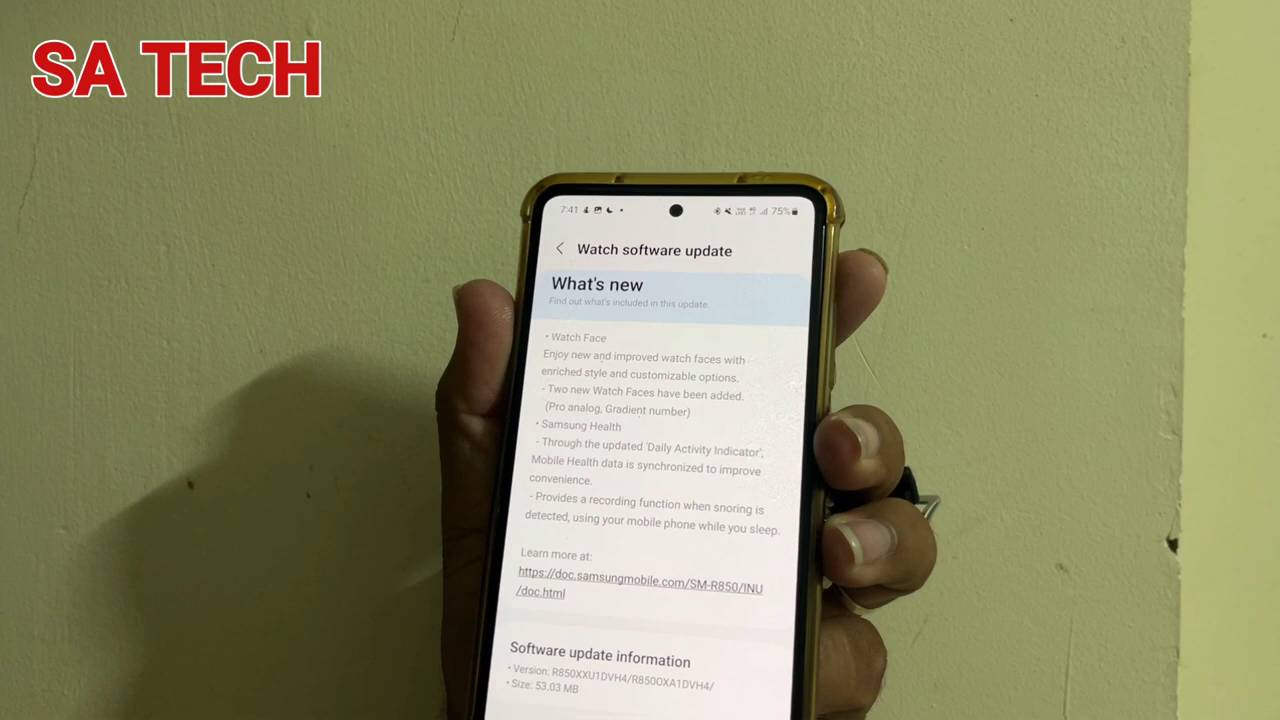 SA TECH
7:41
75%
Watch software update
What's new
Find out what's included in this update.
• Watch Face
Enjoy new and improved watch faces with
enriched style and customizable options.
- Two new Watch Faces have been added.
(Pro analog, Gradient number)
• Samsung Health
- Through the updated 'Daily Activity Indicator',
Mobile Health data is synchronized to improve
convenience.
- Provides a recording function when snoring is
detected, using your mobile phone while you sleep.
Learn more at:
https://doc.samsungmobile.com/SM-R850/INU
/doc.html
Software update information
• Version: R850XXU1DVH4/R850OXA1DVH4/
• Size: 53.03 MB